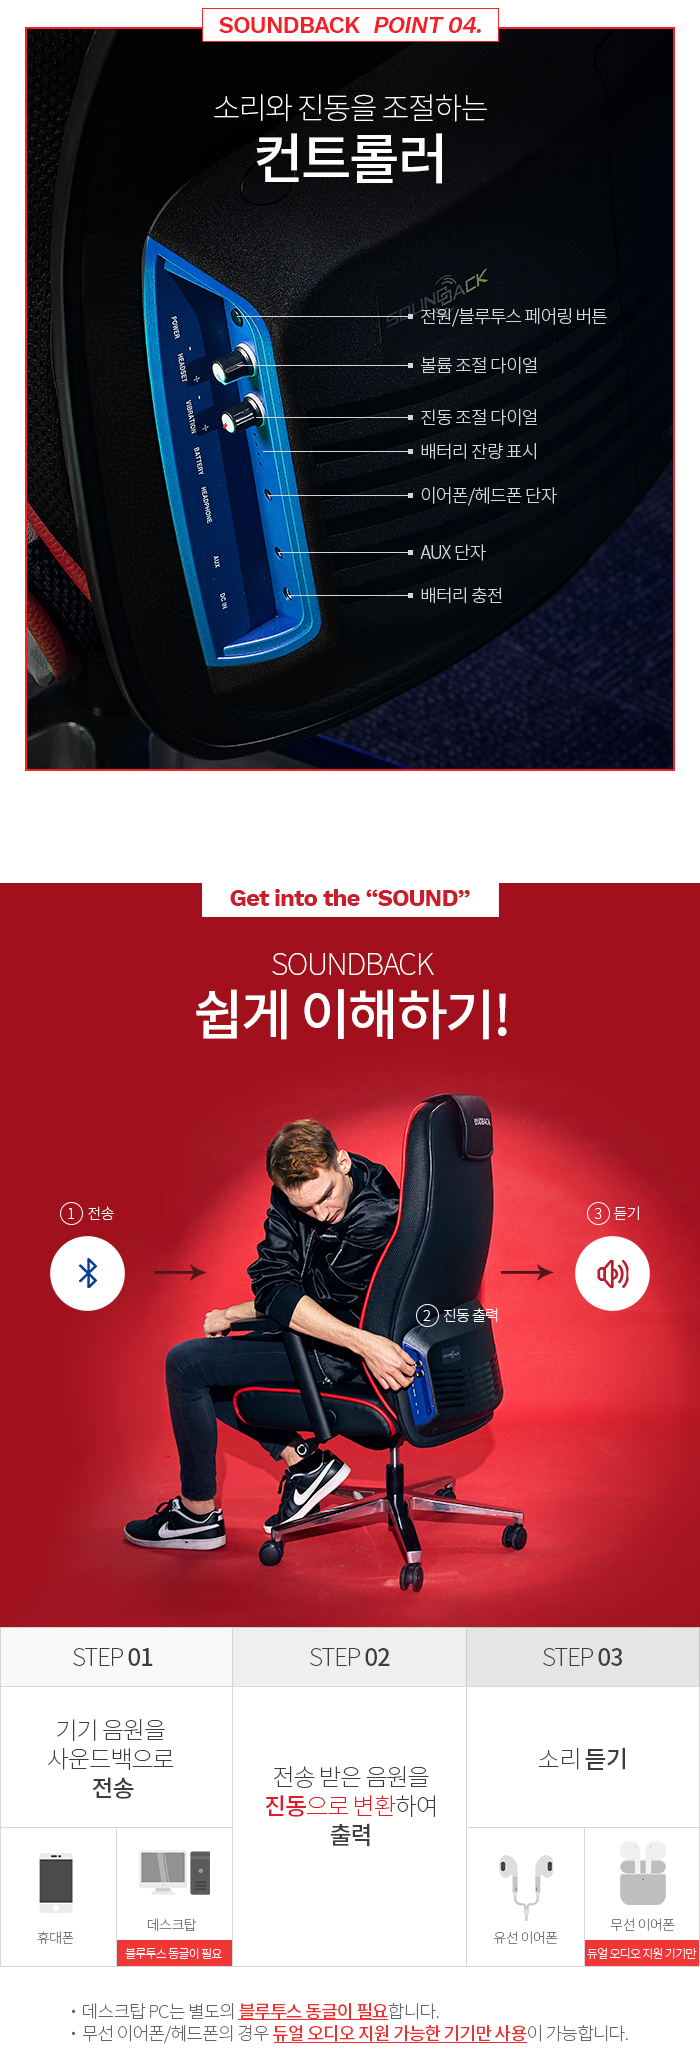 SOUNDBACK POINT 04.
소리와 진동을 조절하는
컨트롤러
SOUNDBACK
POWER
전원/블루투스 페어링 버튼
- HEADSET +
볼륨 조절 다이얼
- VIBRATION +
진동 조절 다이얼
BATTERY
배터리 잔량 표시
HEADPHONE
이어폰/헤드폰 단자
AUX
AUX 단자
DC IN
배터리 충전
Get into the “SOUND”
SOUNDBACK
쉽게 이해하기!
DUOBACK
① 전송
③ 듣기
② 진동 출력
STEP 01
STEP 02
STEP 03
기기 음원을
사운드백으로
전송
전송 받은 음원을
진동으로 변환하여
출력
소리 듣기
휴대폰
데스크탑
블루투스 동글이 필요
유선 이어폰
무선 이어폰
듀얼 오디오 지원 기기만
• 데스크탑 PC는 별도의 블루투스 동글이 필요합니다.
• 무선 이어폰/헤드폰의 경우 듀얼 오디오 지원 가능한 기기만 사용이 가능합니다.